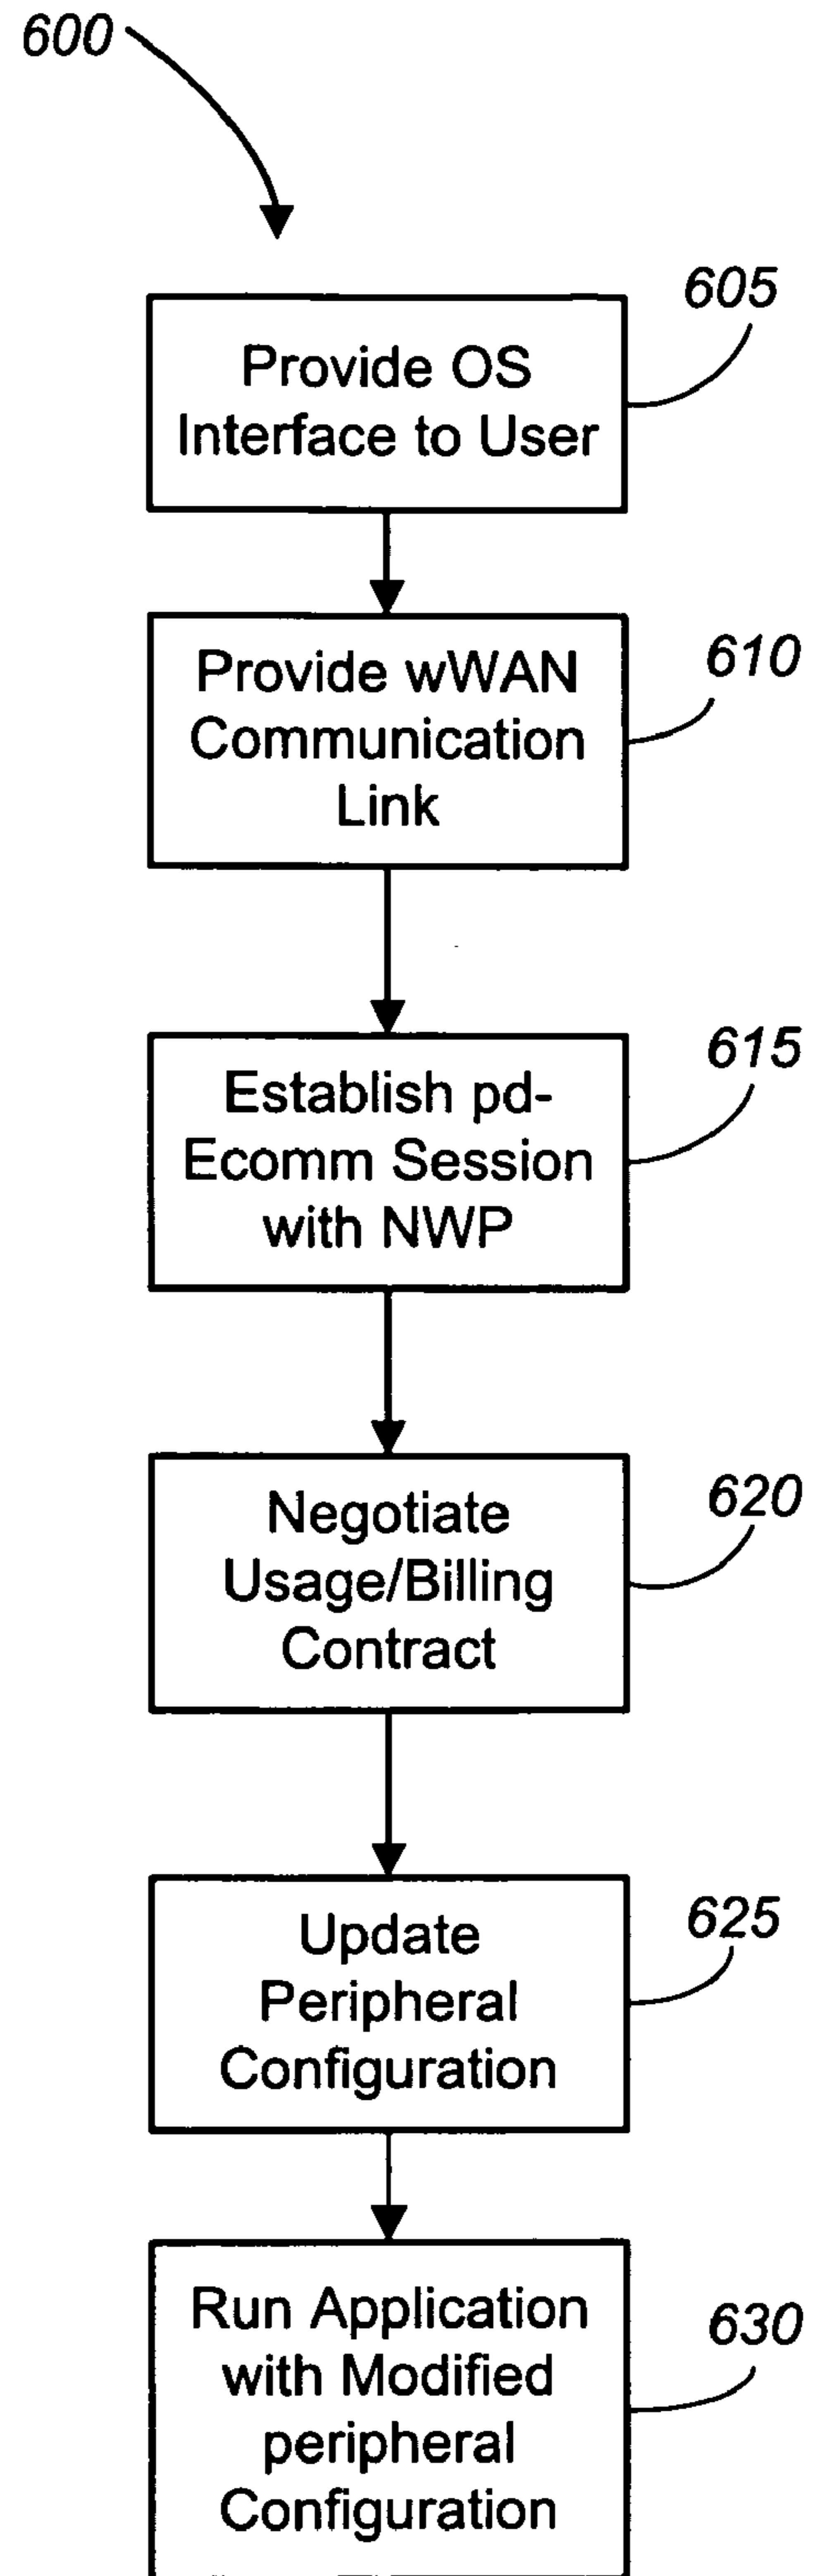 600
605
Provide OS
Interface to User
610
Provide wWAN
Communication
Link
615
Establish pd-
Ecomm Session
with NWP
620
Negotiate
Usage/Billing
Contract
625
Update
Peripheral
Configuration
630
Run Application
with Modified
peripheral
Configuration